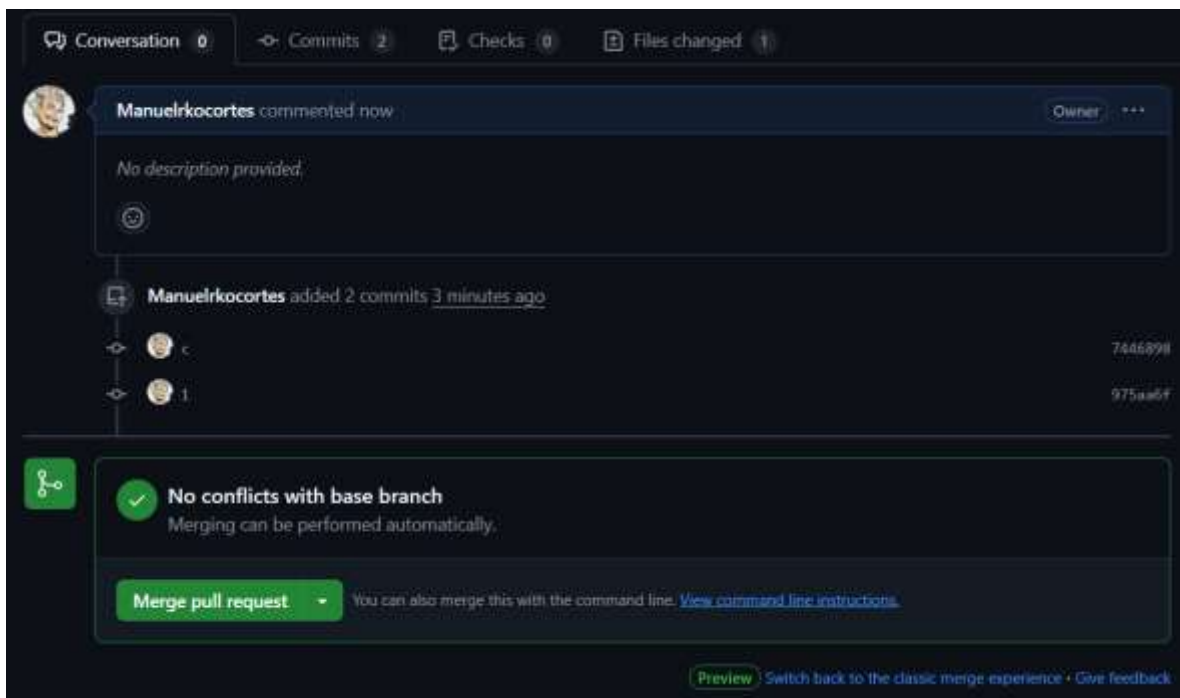 Conversation 0 Commits 2 Checks 0 Files changed 1
Manuelrkocortes commented now Owner ...
No description provided.
Manuelrkocortes added 2 commits 3 minutes ago
c 7446898
1 975aa6f
No conflicts with base branch
Merging can be performed automatically.
Merge pull request You can also merge this with the command line. View command line instructions.
Preview Switch back to the classic merge experience • Give feedback